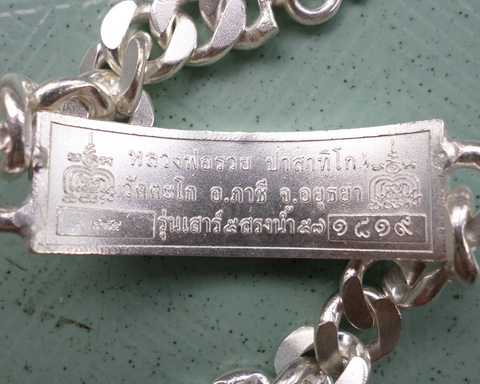 หลวงพ่อรวย ปาสาทิโก
วัดตะโก อ.ภาชี จ.อยุธยา
รุ่นเสาร์ ๕ สรงน้ำ ๕๗ ๑๘๑๙